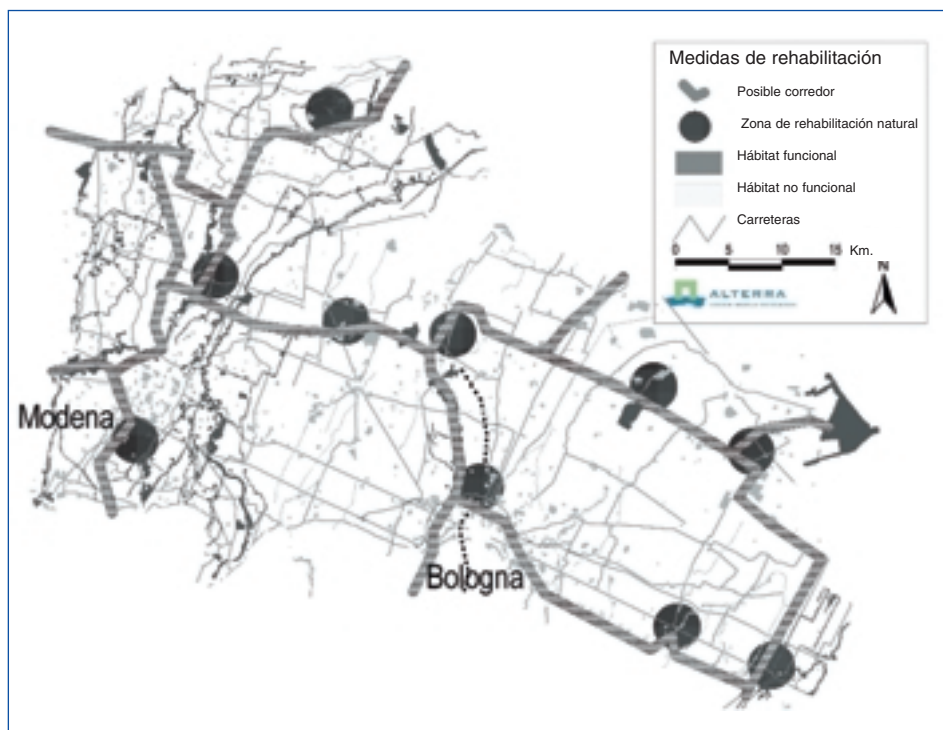 Medidas de rehabilitación
Posible corredor
Zona de rehabilitación natural
Hábitat funcional
Hábitat no funcional
Carreteras
0 5 10 15 Km.
N
ALTERRA
Modena
Bologna